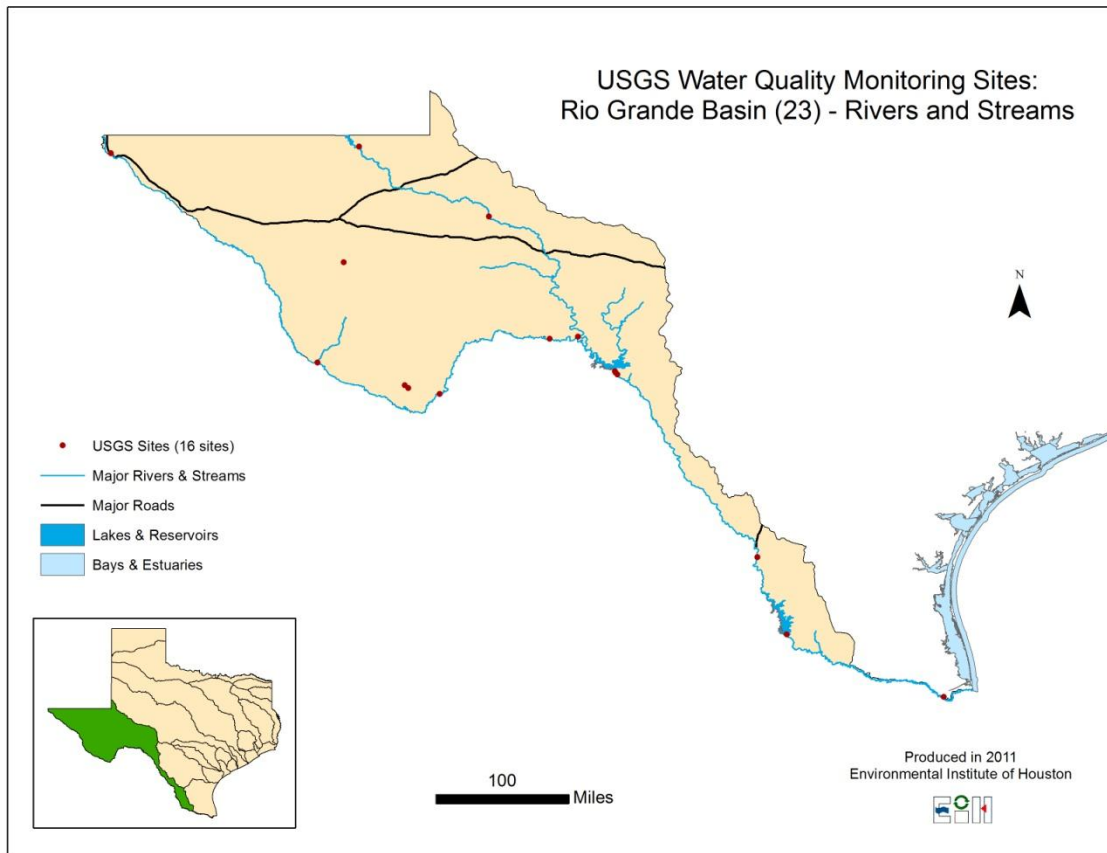 USGS Water Quality Monitoring Sites:
Rio Grande Basin (23) - Rivers and Streams
N
USGS Sites (16 sites)
Major Rivers & Streams
Major Roads
Lakes & Reservoirs
Bays & Estuaries
100
Miles
Produced in 2011
Environmental Institute of Houston
EIH